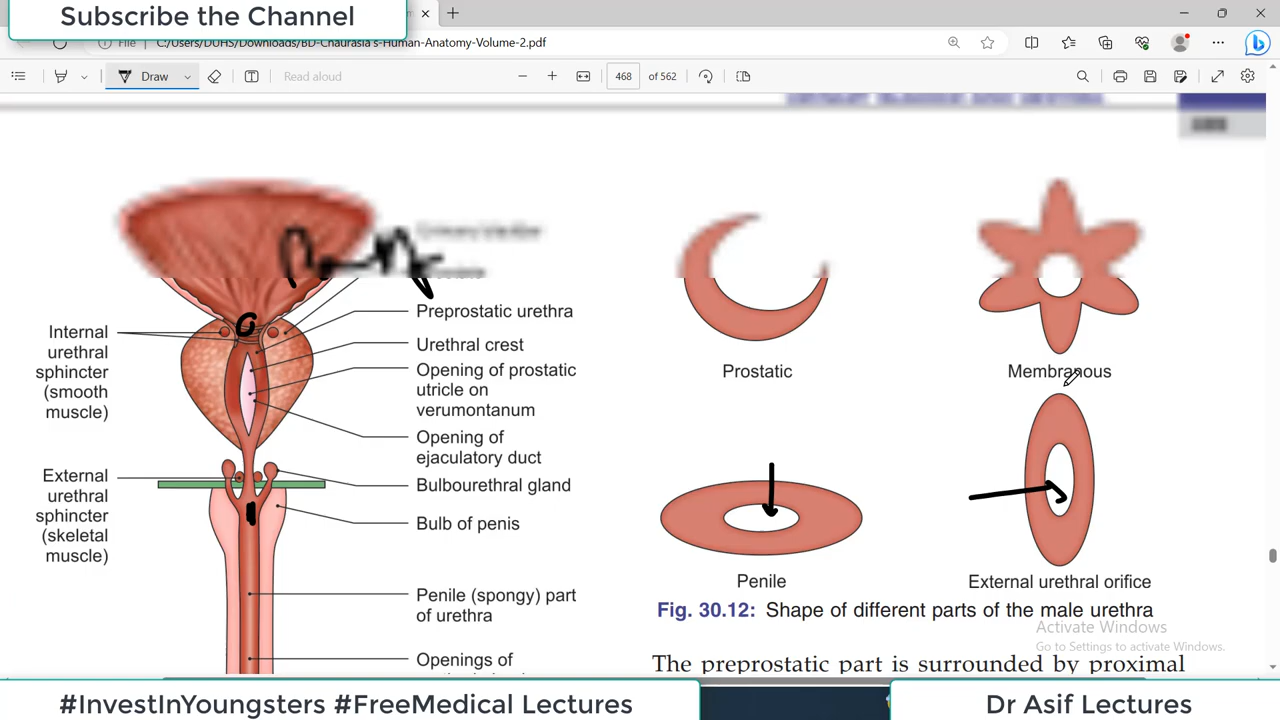 Subscribe the Channel
File C:/Users/DUHS/Downloads/BD-Chaurasia's-Human-Anatomy-Volume-2.pdf
Draw
Read aloud
468 of 562
Preprostatic urethra
Urethral crest
Opening of prostatic
utricle on
verumontanum
Opening of
ejaculatory duct
Bulbourethral gland
Bulb of penis
Penile (spongy) part
of urethra
Openings of
Internal
urethral
sphincter
(smooth
muscle)
External
urethral
sphincter
(skeletal
muscle)
Prostatic
Membranous
Penile
External urethral orifice
Fig. 30.12: Shape of different parts of the male urethra
Activate Windows
Go to Settings to activate Windows.
The preprostatic part is surrounded by proximal
#InvestInYoungsters #FreeMedical Lectures
Dr Asif Lectures